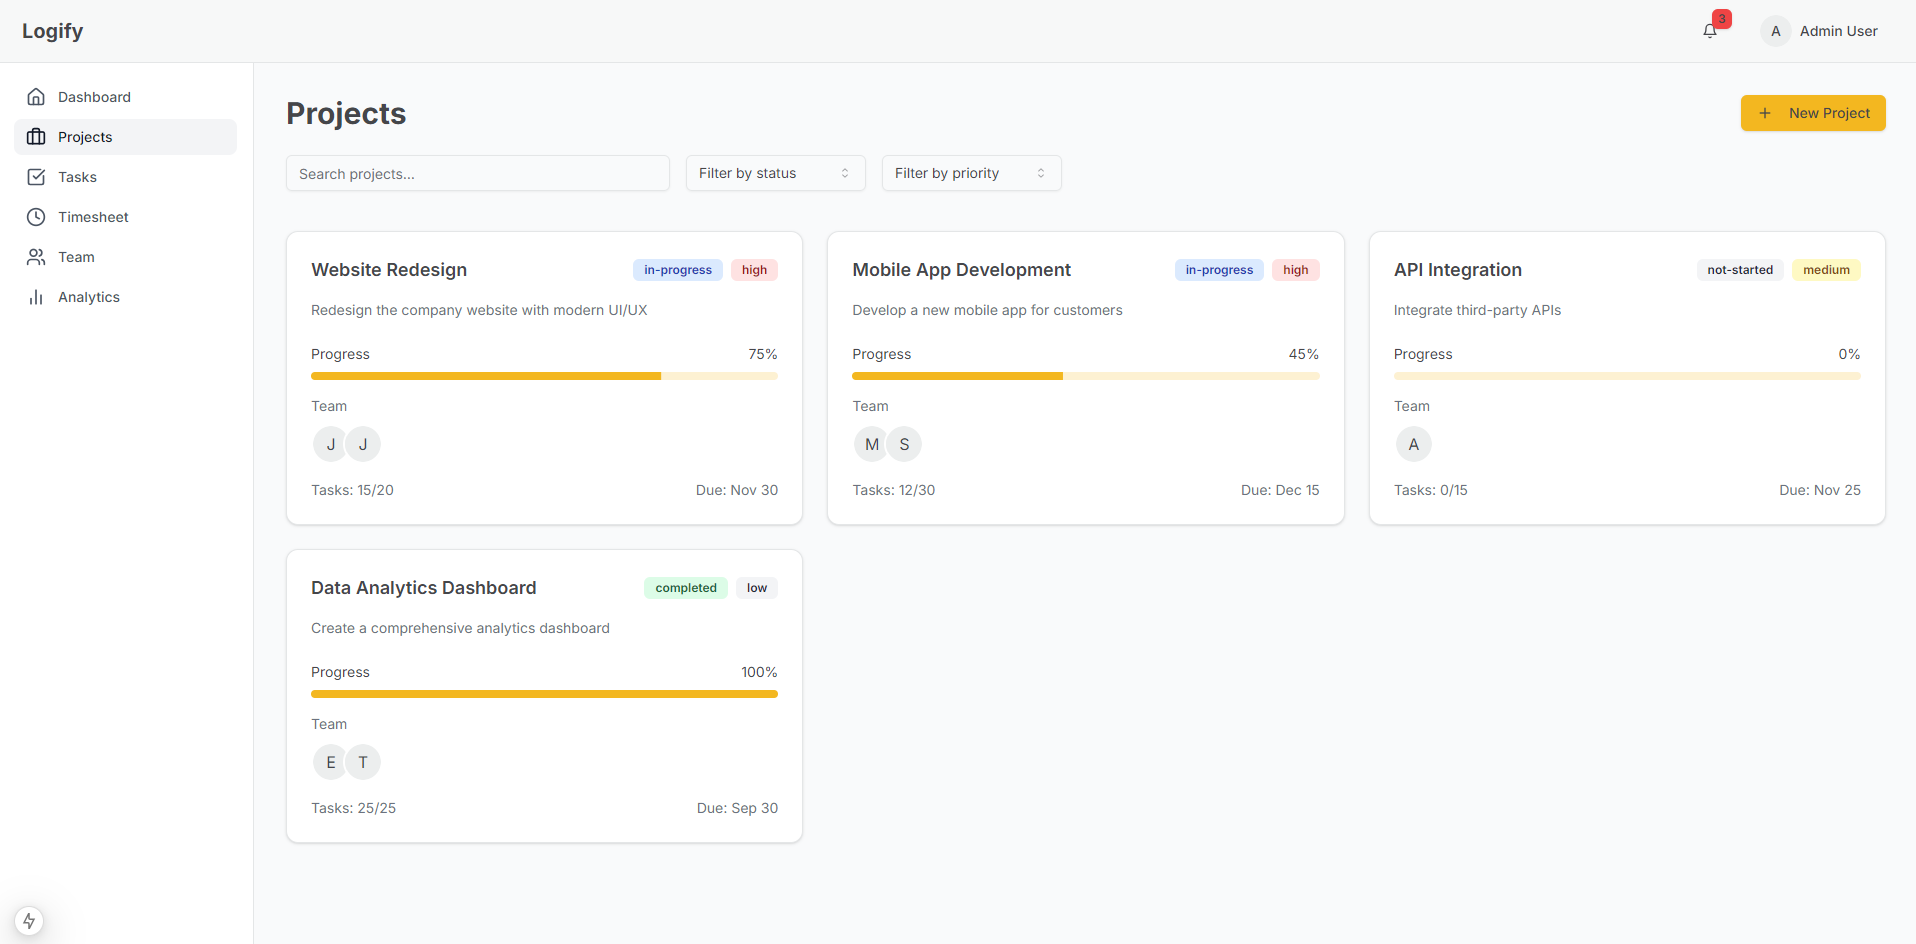 Logify
3
A
Admin User
Dashboard
Projects
Tasks
Timesheet
Team
Analytics
Projects
New Project
Search projects...
Filter by status
Filter by priority
Website Redesign
in-progress
high
Redesign the company website with modern UI/UX
Progress
75%
Team
J
J
Tasks: 15/20
Due: Nov 30
Mobile App Development
in-progress
high
Develop a new mobile app for customers
Progress
45%
Team
M
S
Tasks: 12/30
Due: Dec 15
API Integration
not-started
medium
Integrate third-party APIs
Progress
0%
Team
A
Tasks: 0/15
Due: Nov 25
Data Analytics Dashboard
completed
low
Create a comprehensive analytics dashboard
Progress
100%
Team
E
T
Tasks: 25/25
Due: Sep 30